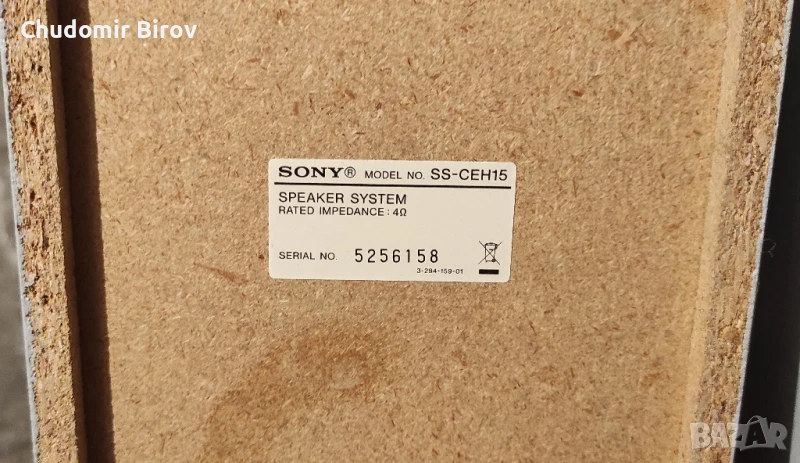 Chudomir Birov
SONY® MODEL NO. SS-CEH15
SPEAKER SYSTEM
RATED IMPEDANCE: 4Ω
SERIAL NO. 5256158
3-294-159-01
BAZAR